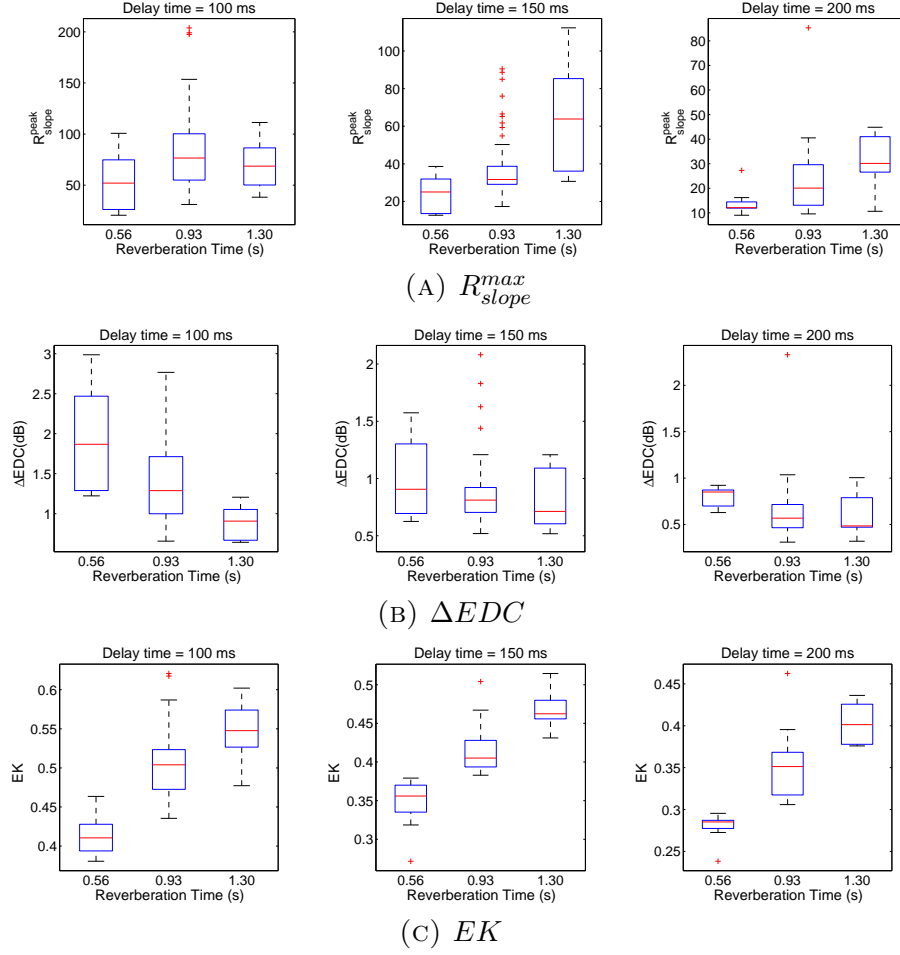 Delay time = 100 ms
200
150
100
50
R^peak_slope
0.56 0.93 1.30
Reverberation Time (s)
Delay time = 150 ms
100
80
60
40
20
R^peak_slope
0.56 0.93 1.30
Reverberation Time (s)
Delay time = 200 ms
80
70
60
50
40
30
20
10
R^peak_slope
0.56 0.93 1.30
Reverberation Time (s)
(A) R^max_slope
Delay time = 100 ms
3
2.5
2
1.5
1
ΔEDC(dB)
0.56 0.93 1.30
Reverberation Time (s)
Delay time = 150 ms
2
1.5
1
0.5
ΔEDC(dB)
0.56 0.93 1.30
Reverberation Time (s)
Delay time = 200 ms
2
1.5
1
0.5
ΔEDC(dB)
0.56 0.93 1.30
Reverberation Time (s)
(B) ΔEDC
Delay time = 100 ms
0.6
0.55
0.5
0.45
0.4
EK
0.56 0.93 1.30
Reverberation Time (s)
Delay time = 150 ms
0.5
0.45
0.4
0.35
0.3
EK
0.56 0.93 1.30
Reverberation Time (s)
Delay time = 200 ms
0.45
0.4
0.35
0.3
0.25
EK
0.56 0.93 1.30
Reverberation Time (s)
(C) EK